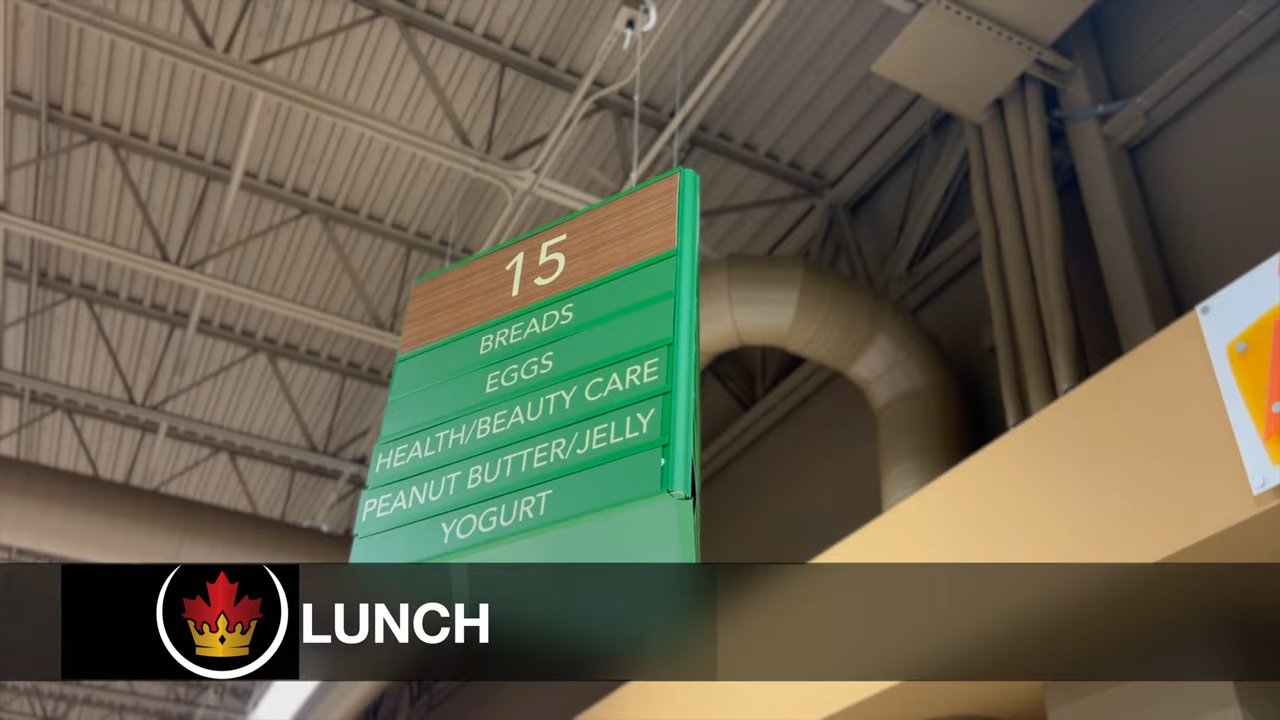 15
BREADS
EGGS
HEALTH/BEAUTY CARE
PEANUT BUTTER/JELLY
YOGURT
LUNCH